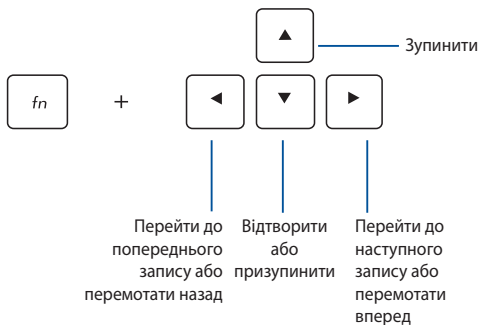 Зупинити
fn
+
Перейти до
попереднього
запису або
перемотати назад
Відтворити
або
призупинити
Перейти до
наступного
запису або
перемотати
вперед